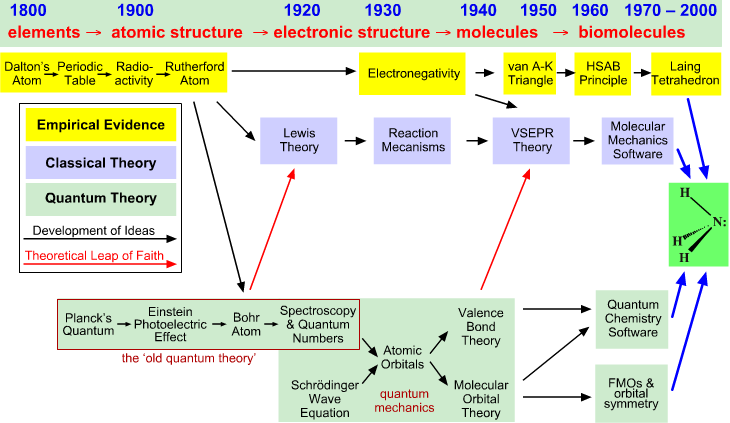 1800 1900 1920 1930 1940 1950 1960 1970 – 2000
elements → atomic structure → electronic structure → molecules → biomolecules
Dalton's
Atom
Periodic
Table
Radio-
activity
Rutherford
Atom
Electronegativity
van A-K
Triangle
HSAB
Principle
Laing
Tetrahedron
Empirical Evidence
Classical Theory
Quantum Theory
Development of Ideas
Theoretical Leap of Faith
Lewis
Theory
Reaction
Mecanisms
VSEPR
Theory
Molecular
Mechanics
Software
H
N:
H
H
Planck's
Quantum
Einstein
Photoelectric
Effect
Bohr
Atom
Spectroscopy
& Quantum
Numbers
the 'old quantum theory'
Schrödinger
Wave
Equation
Atomic
Orbitals
quantum
mechanics
Valence
Bond
Theory
Molecular
Orbital
Theory
Quantum
Chemistry
Software
FMOs &
orbital
symmetry